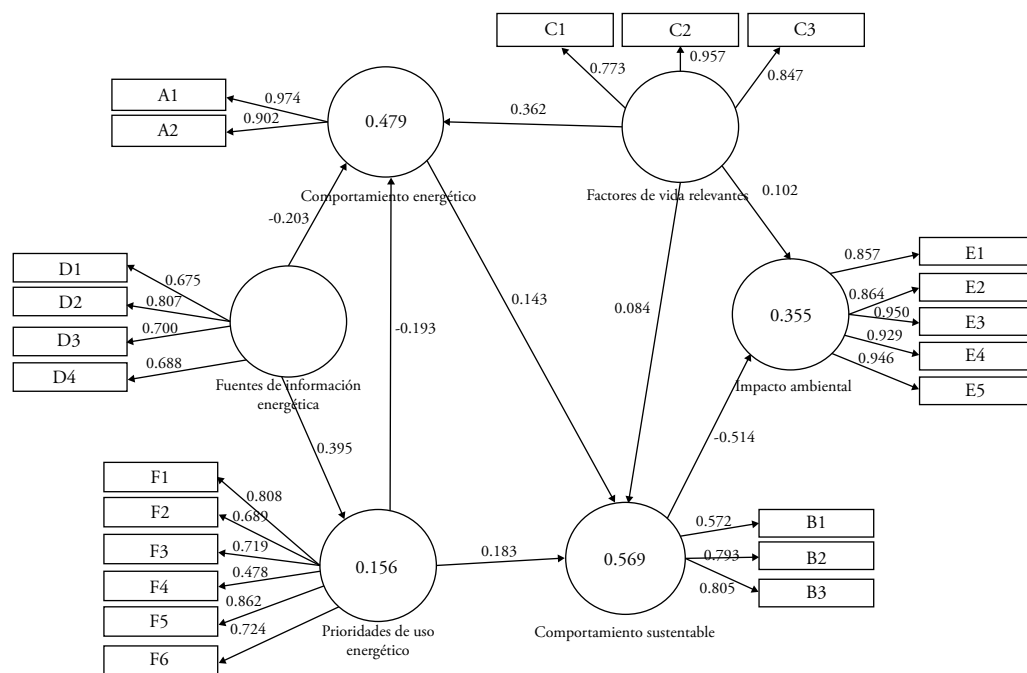 C1
C2
C3
0.773
0.957
0.847
A1
A2
0.974
0.902
0.479
0.362
Comportamiento energético
Factores de vida relevantes
-0.203
0.102
D1
D2
D3
D4
0.675
0.807
0.700
0.688
-0.193
0.143
0.084
0.857
0.864
0.950
0.929
0.946
E1
E2
E3
E4
E5
0.355
Impacto ambiental
Fuentes de información
energética
0.395
-0.514
F1
F2
F3
F4
F5
F6
0.808
0.689
0.719
0.478
0.862
0.724
0.156
0.183
0.569
0.572
0.793
0.805
B1
B2
B3
Prioridades de uso
energético
Comportamiento sustentable